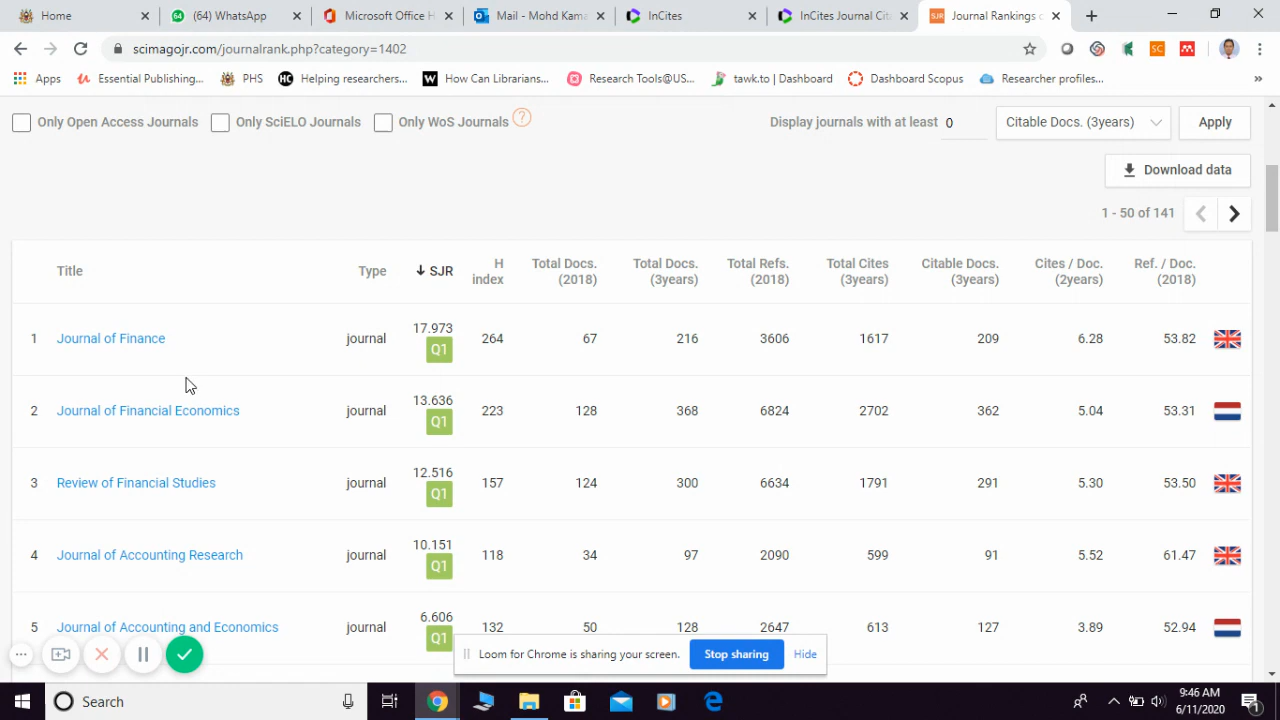 Home
(64) WhatsApp
Microsoft Office H
Mail - Mohd Kama
InCites
InCites Journal Cita
SJR Journal Rankings o
scimagojr.com/journalrank.php?category=1402
SC
Apps
Essential Publishing...
PHS
HC Helping researchers...
W How Can Librarians...
Research Tools@US...
tawk.to | Dashboard
Dashboard Scopus
Researcher profiles...
»
Only Open Access Journals Only SciELO Journals Only WoS Journals ?
Display journals with at least 0 Citable Docs. (3years) Apply
Download data
1 - 50 of 141
Title Type SJR H index Total Docs. (2018) Total Docs. (3years) Total Refs. (2018) Total Cites (3years) Citable Docs. (3years) Cites / Doc. (2years) Ref. / Doc. (2018)
1 Journal of Finance journal 17.973 Q1 264 67 216 3606 1617 209 6.28 53.82
2 Journal of Financial Economics journal 13.636 Q1 223 128 368 6824 2702 362 5.04 53.31
3 Review of Financial Studies journal 12.516 Q1 157 124 300 6634 1791 291 5.30 53.50
4 Journal of Accounting Research journal 10.151 Q1 118 34 97 2090 599 91 5.52 61.47
5 Journal of Accounting and Economics journal 6.606 Q1 132 50 128 2647 613 127 3.89 52.94
Loom for Chrome is sharing your screen. Stop sharing Hide
Search
9:46 AM
6/11/2020
1